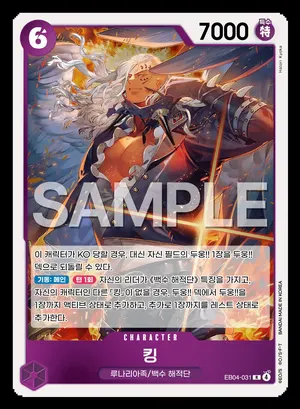 6
7000
특수
特
SAMPLE
이 캐릭터가 KO 당할 경우, 대신 자신 필드의 두웅!! 1장을 두웅!!
덱으로 되돌릴 수 있다.
기동: 메인 턴 1회 자신의 리더가 《백수 해적단》 특징을 가지고,
자신의 캐릭터인 다른 「킹」이 없을 경우, 두웅!! 덱에서 두웅!!을
1장까지 액티브 상태로 추가하고, 추가로 1장까지를 레스트 상태로
추가한다.
CHARACTER
킹
루나리아족/백수 해적단
EB04-031 R 4